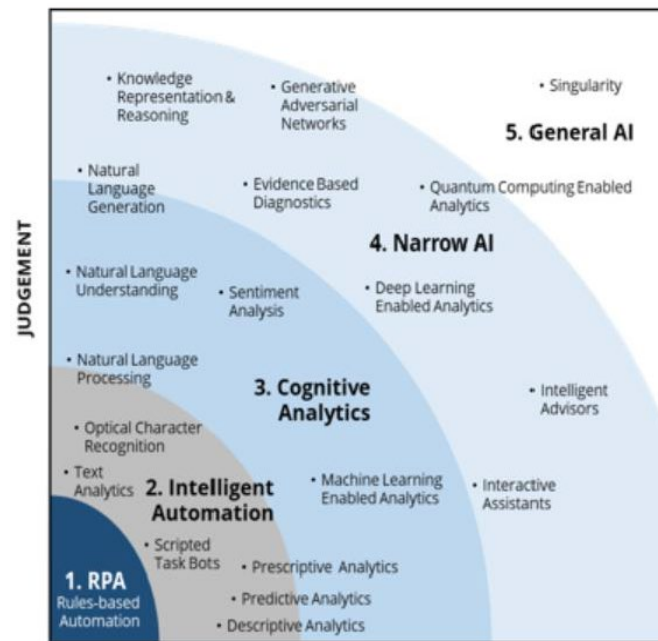 JUDGEMENT
• Knowledge
Representation &
Reasoning
• Generative
Adversarial
Networks
• Singularity
5. General AI
• Natural
Language
Generation
• Evidence Based
Diagnostics
• Quantum Computing Enabled
Analytics
4. Narrow AI
• Natural Language
Understanding
• Sentiment
Analysis
• Deep Learning
Enabled Analytics
• Natural Language
Processing
3. Cognitive
Analytics
• Intelligent
Advisors
• Optical Character
Recognition
• Text
Analytics
2. Intelligent
Automation
• Machine Learning
Enabled Analytics
• Interactive
Assistants
• Scripted
Task Bots
• Prescriptive Analytics
• Predictive Analytics
• Descriptive Analytics
1. RPA
Rules-based
Automation